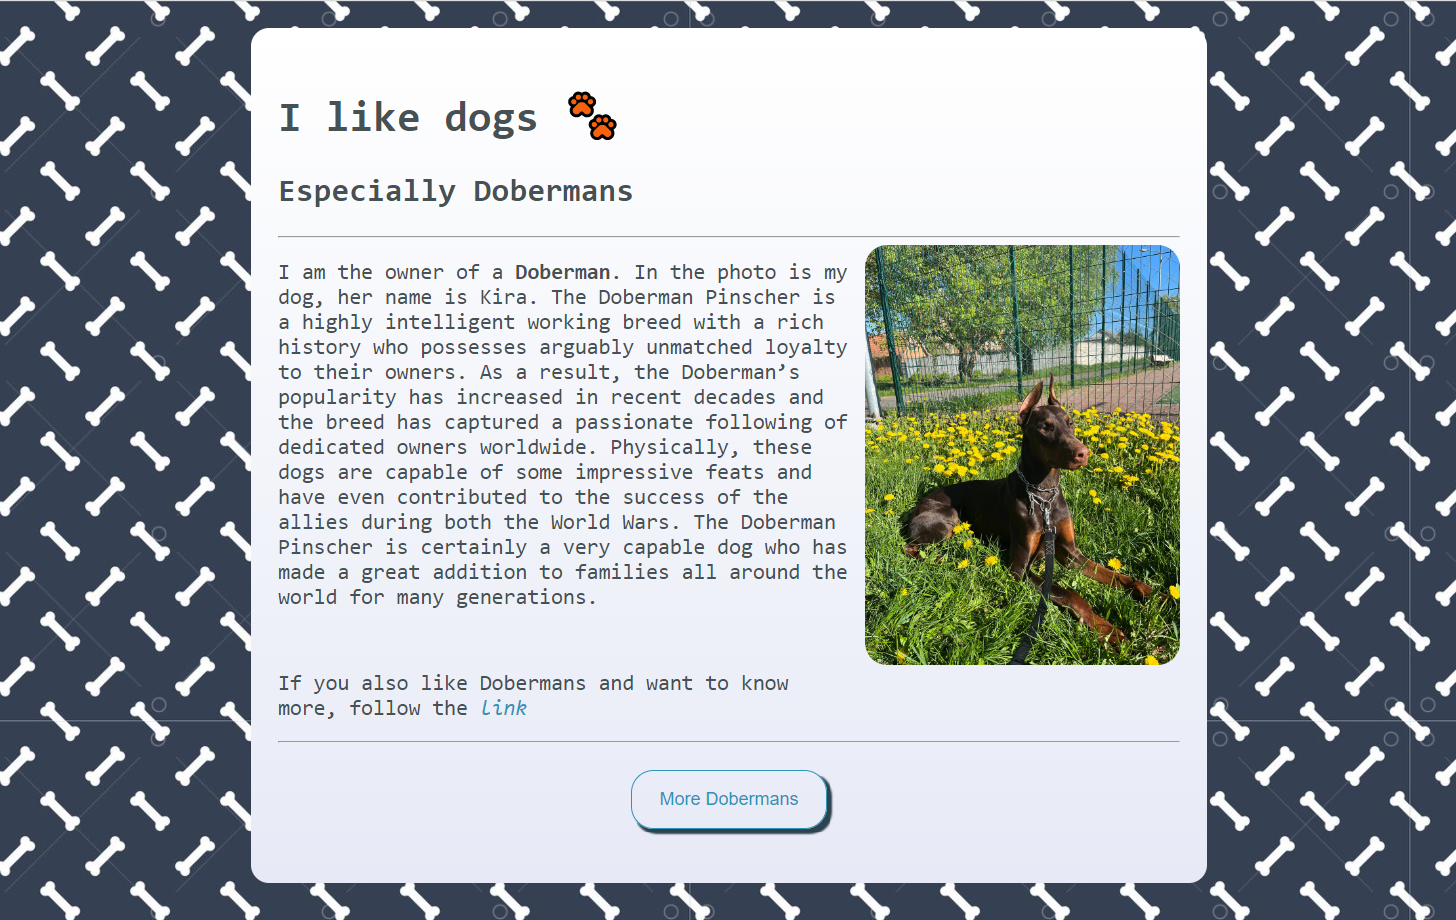 I like dogs
Especially Dobermans
I am the owner of a Doberman. In the photo is my
dog, her name is Kira. The Doberman Pinscher is
a highly intelligent working breed with a rich
history who possesses arguably unmatched loyalty
to their owners. As a result, the Doberman’s
popularity has increased in recent decades and
the breed has captured a passionate following of
dedicated owners worldwide. Physically, these
dogs are capable of some impressive feats and
have even contributed to the success of the
allies during both the World Wars. The Doberman
Pinscher is certainly a very capable dog who has
made a great addition to families all around the
world for many generations.
If you also like Dobermans and want to know
more, follow the link
More Dobermans